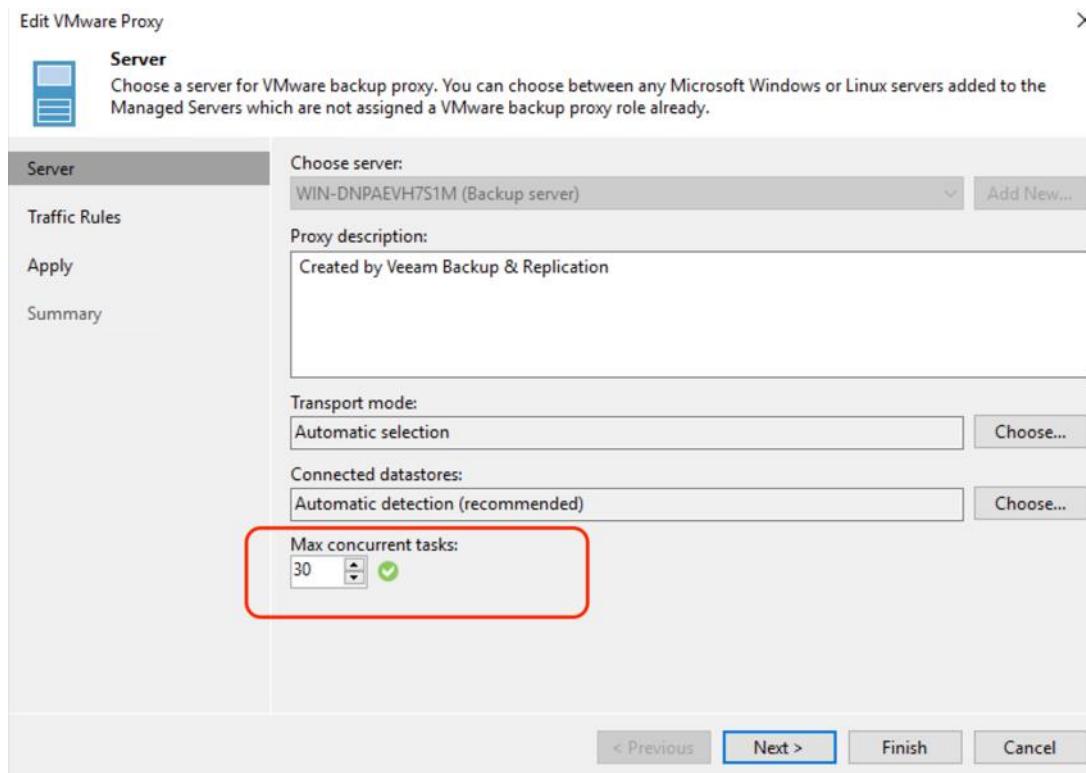 Edit VMware Proxy
Server
Choose a server for VMware backup proxy. You can choose between any Microsoft Windows or Linux servers added to the
Managed Servers which are not assigned a VMware backup proxy role already.
Server
Traffic Rules
Apply
Summary
Choose server:
WIN-DNPAEVH7S1M (Backup server)
Add New...
Proxy description:
Created by Veeam Backup & Replication
Transport mode:
Automatic selection
Choose...
Connected datastores:
Automatic detection (recommended)
Choose...
Max concurrent tasks:
30
< Previous
Next >
Finish
Cancel